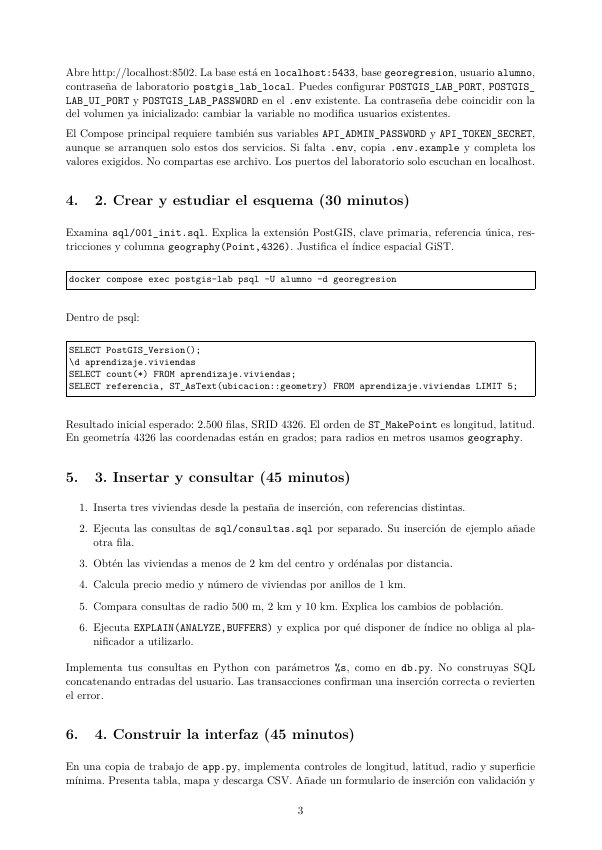 Abre http://localhost:8502. La base está en localhost:5433, base georegresion, usuario alumno,
contraseña de laboratorio postgis_lab_local. Puedes configurar POSTGIS_LAB_PORT, POSTGIS_
LAB_UI_PORT y POSTGIS_LAB_PASSWORD en el .env existente. La contraseña debe coincidir con la
del volumen ya inicializado: cambiar la variable no modifica usuarios existentes.
El Compose principal requiere también sus variables API_ADMIN_PASSWORD y API_TOKEN_SECRET,
aunque se arranquen solo estos dos servicios. Si falta .env, copia .env.example y completa los
valores exigidos. No compartas ese archivo. Los puertos del laboratorio solo escuchan en localhost.
4. 2. Crear y estudiar el esquema (30 minutos)
Examina sql/001_init.sql. Explica la extensión PostGIS, clave primaria, referencia única, res-
tricciones y columna geography(Point,4326). Justifica el índice espacial GiST.
docker compose exec postgis-lab psql -U alumno -d georegresion
Dentro de psql:
SELECT PostGIS_Version();
\d aprendizaje.viviendas
SELECT count(*) FROM aprendizaje.viviendas;
SELECT referencia, ST_AsText(ubicacion::geometry) FROM aprendizaje.viviendas LIMIT 5;
Resultado inicial esperado: 2.500 filas, SRID 4326. El orden de ST_MakePoint es longitud, latitud.
En geometría 4326 las coordenadas están en grados; para radios en metros usamos geography.
5. 3. Insertar y consultar (45 minutos)
1. Inserta tres viviendas desde la pestaña de inserción, con referencias distintas.
2. Ejecuta las consultas de sql/consultas.sql por separado. Su inserción de ejemplo añade
otra fila.
3. Obtén las viviendas a menos de 2 km del centro y ordénalas por distancia.
4. Calcula precio medio y número de viviendas por anillos de 1 km.
5. Compara consultas de radio 500 m, 2 km y 10 km. Explica los cambios de población.
6. Ejecuta EXPLAIN(ANALYZE,BUFFERS) y explica por qué disponer de índice no obliga al pla-
nificador a utilizarlo.
Implementa tus consultas en Python con parámetros %s, como en db.py. No construyas SQL
concatenando entradas del usuario. Las transacciones confirman una inserción correcta o revierten
el error.
6. 4. Construir la interfaz (45 minutos)
En una copia de trabajo de app.py, implementa controles de longitud, latitud, radio y superficie
mínima. Presenta tabla, mapa y descarga CSV. Añade un formulario de inserción con validación y
3